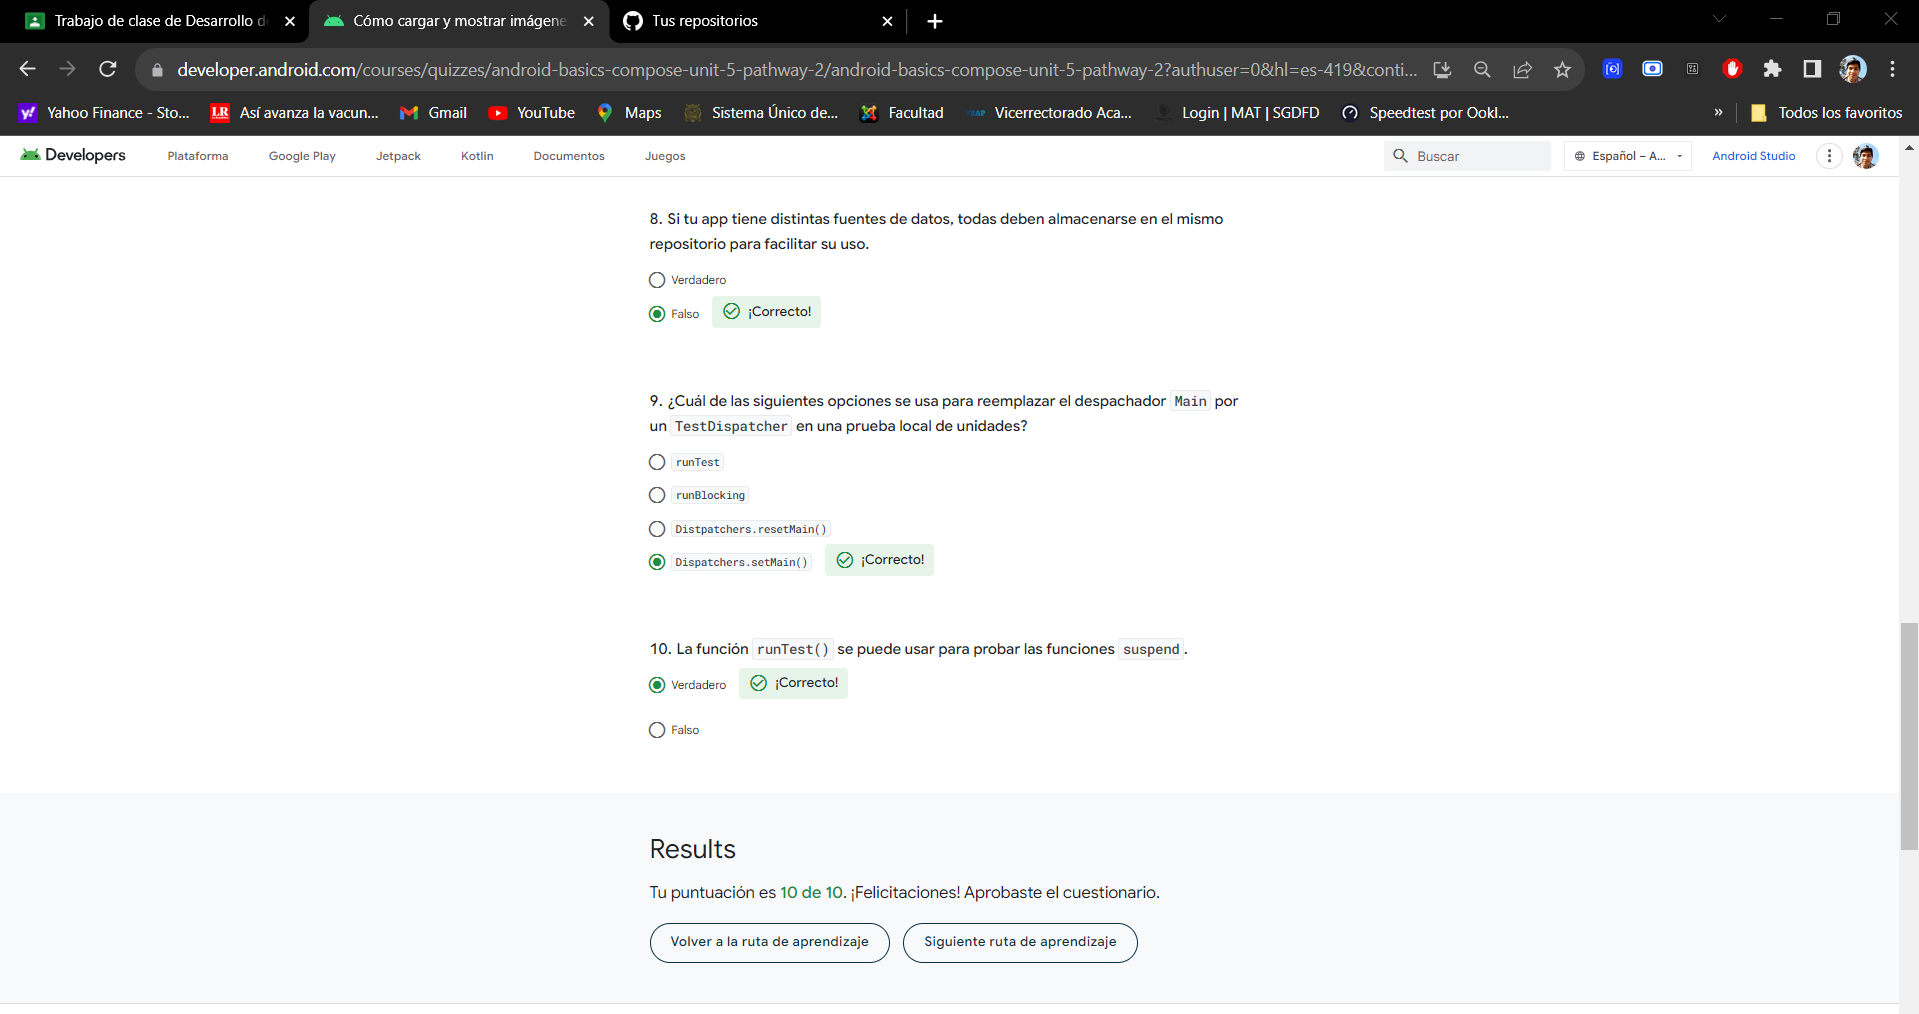 Trabajo de clase de Desarrollo d
Cómo cargar y mostrar imágene
Tus repositorios
developer.android.com/courses/quizzes/android-basics-compose-unit-5-pathway-2/android-basics-compose-unit-5-pathway-2?authuser=0&hl=es-419&conti...
Yahoo Finance - Sto...
Así avanza la vacun...
Gmail
YouTube
Maps
Sistema Único de...
Facultad
Vicerrectorado Aca...
Login | MAT | SGDFD
Speedtest por Ookl...
»
Todos los favoritos
Developers
Plataforma
Google Play
Jetpack
Kotlin
Documentos
Juegos
Buscar
Español – A...
Android Studio
8. Si tu app tiene distintas fuentes de datos, todas deben almacenarse en el mismo
repositorio para facilitar su uso.
Verdadero
Falso ¡Correcto!
9. ¿Cuál de las siguientes opciones se usa para reemplazar el despachador Main por
un TestDispatcher en una prueba local de unidades?
runTest
runBlocking
Distpatchers.resetMain()
Dispatchers.setMain() ¡Correcto!
10. La función runTest() se puede usar para probar las funciones suspend.
Verdadero ¡Correcto!
Falso
Results
Tu puntuación es 10 de 10. ¡Felicitaciones! Aprobaste el cuestionario.
Volver a la ruta de aprendizaje
Siguiente ruta de aprendizaje